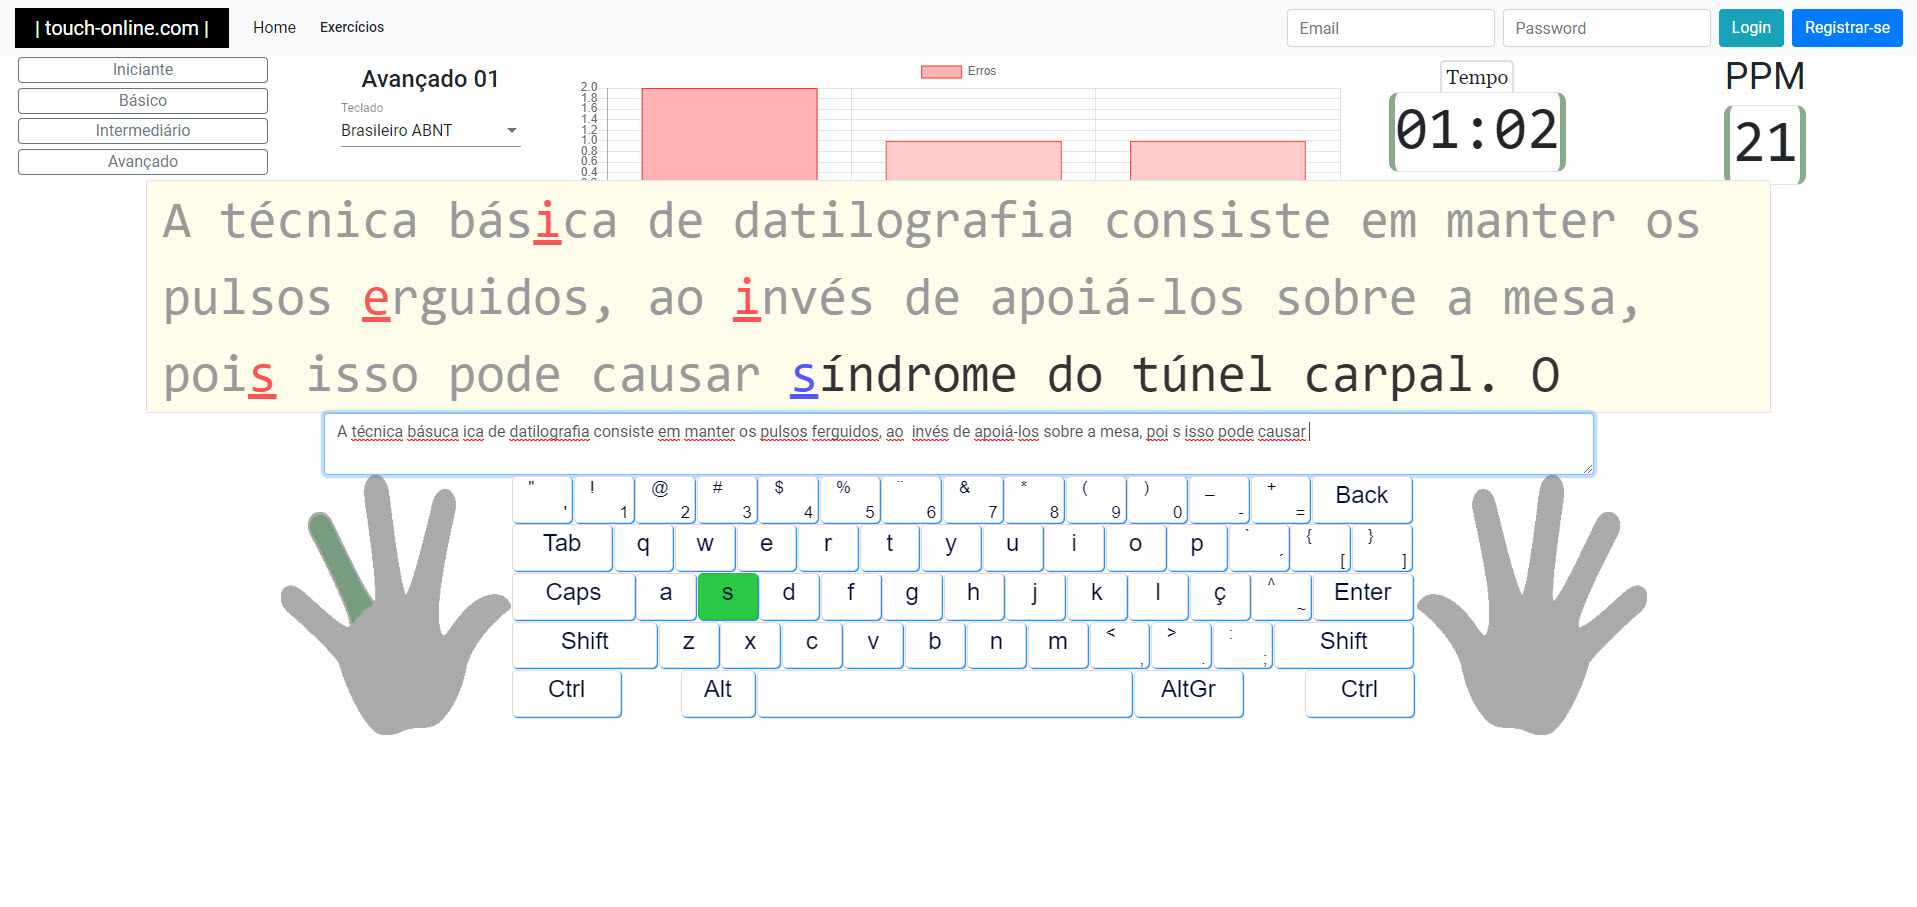 | touch-online.com |
Home
Exercícios
Email
Password
Login
Registrar-se
Iniciante
Básico
Intermediário
Avançado
Avançado 01
Teclado
Brasileiro ABNT
Erros
2.0
1.8
1.6
1.4
1.2
1.0
0.8
0.6
0.4
Tempo
01:02
PPM
21
A técnica básica de datilografia consiste em manter os
pulsos erguidos, ao invés de apoiá-los sobre a mesa,
pois isso pode causar síndrome do túnel carpal. O
A técnica básuca ica de datilografia consiste em manter os pulsos ferguidos, ao  invés de apoiá-los sobre a mesa, poi s isso pode causar
" ' ! 1 @ 2 # 3 $ 4 % 5 ¨ 6 & 7 * 8 ( 9 ) 0 _ - + = Back
Tab q w e r t y u i o p ` ´ { [ } ]
Caps a s d f g h j k l ç ^ ~ Enter
Shift z x c v b n m < , > . : ; Shift
Ctrl Alt AltGr Ctrl